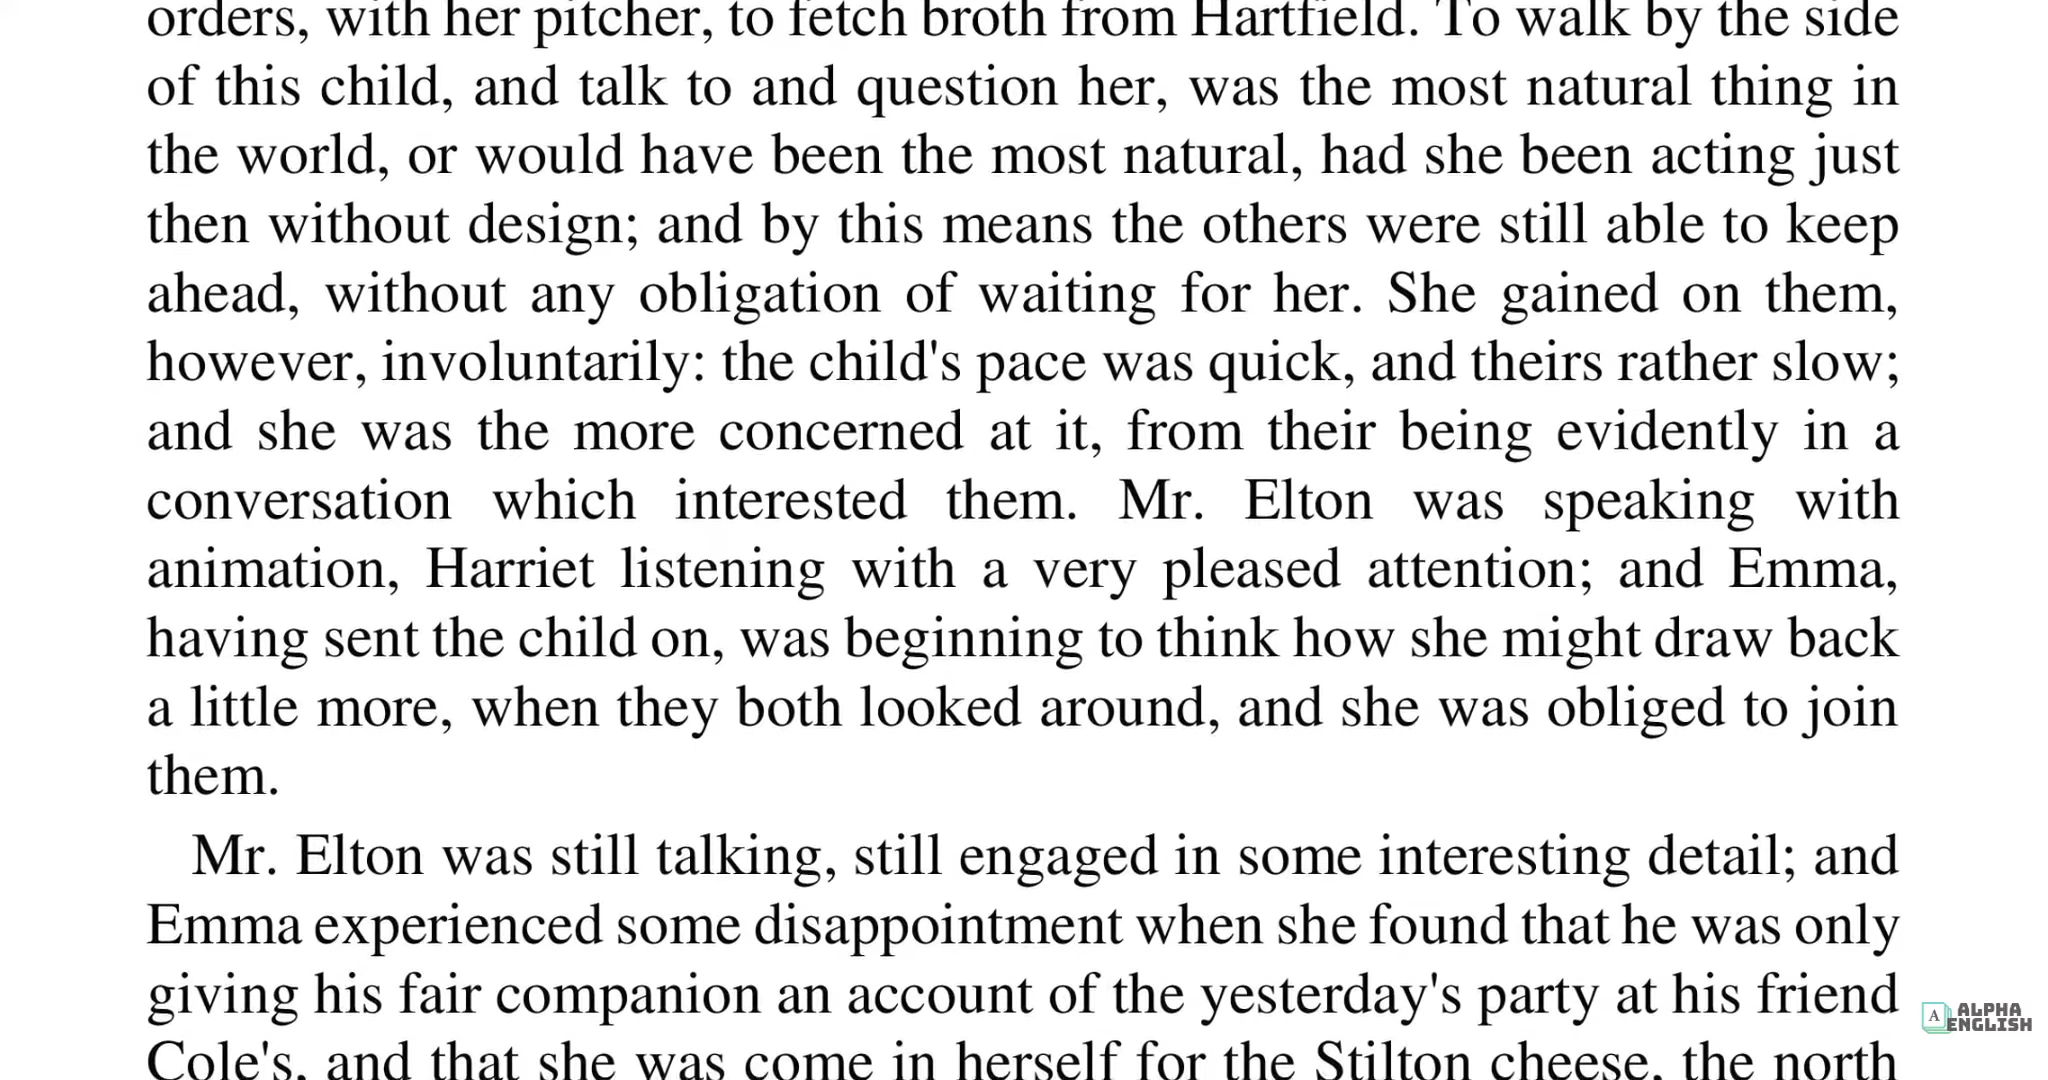 orders, with her pitcher, to fetch broth from Hartfield. To walk by the side
of this child, and talk to and question her, was the most natural thing in
the world, or would have been the most natural, had she been acting just
then without design; and by this means the others were still able to keep
ahead, without any obligation of waiting for her. She gained on them,
however, involuntarily: the child's pace was quick, and theirs rather slow;
and she was the more concerned at it, from their being evidently in a
conversation which interested them. Mr. Elton was speaking with
animation, Harriet listening with a very pleased attention; and Emma,
having sent the child on, was beginning to think how she might draw back
a little more, when they both looked around, and she was obliged to join
them.
Mr. Elton was still talking, still engaged in some interesting detail; and
Emma experienced some disappointment when she found that he was only
giving his fair companion an account of the yesterday's party at his friend
Cole's, and that she was come in herself for the Stilton cheese, the north
A ALPHA
ENGLISH